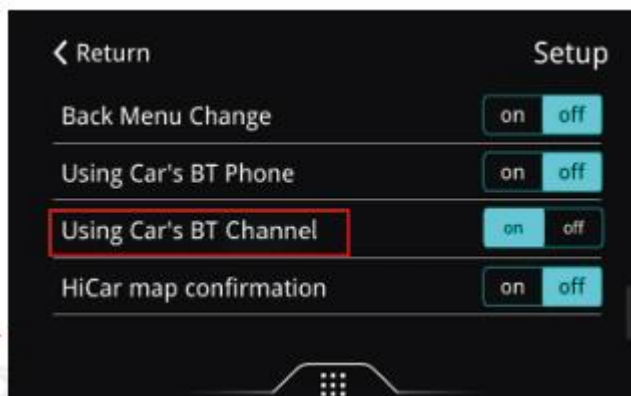 Return Setup
Back Menu Change on off
Using Car's BT Phone on off
Using Car's BT Channel on off
HiCar map confirmation on off